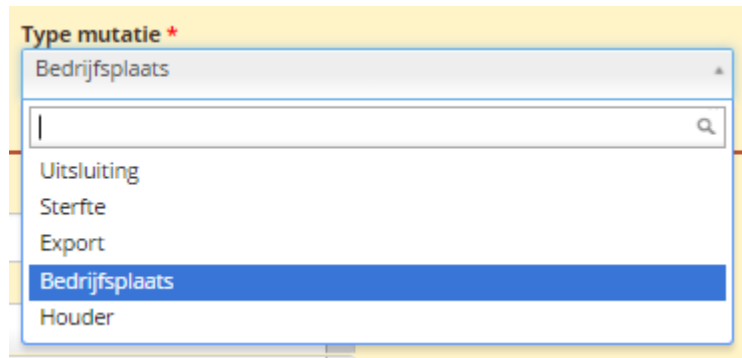 Type mutatie *
Bedrijfsplaats
Uitsluiting
Sterfte
Export
Bedrijfsplaats
Houder